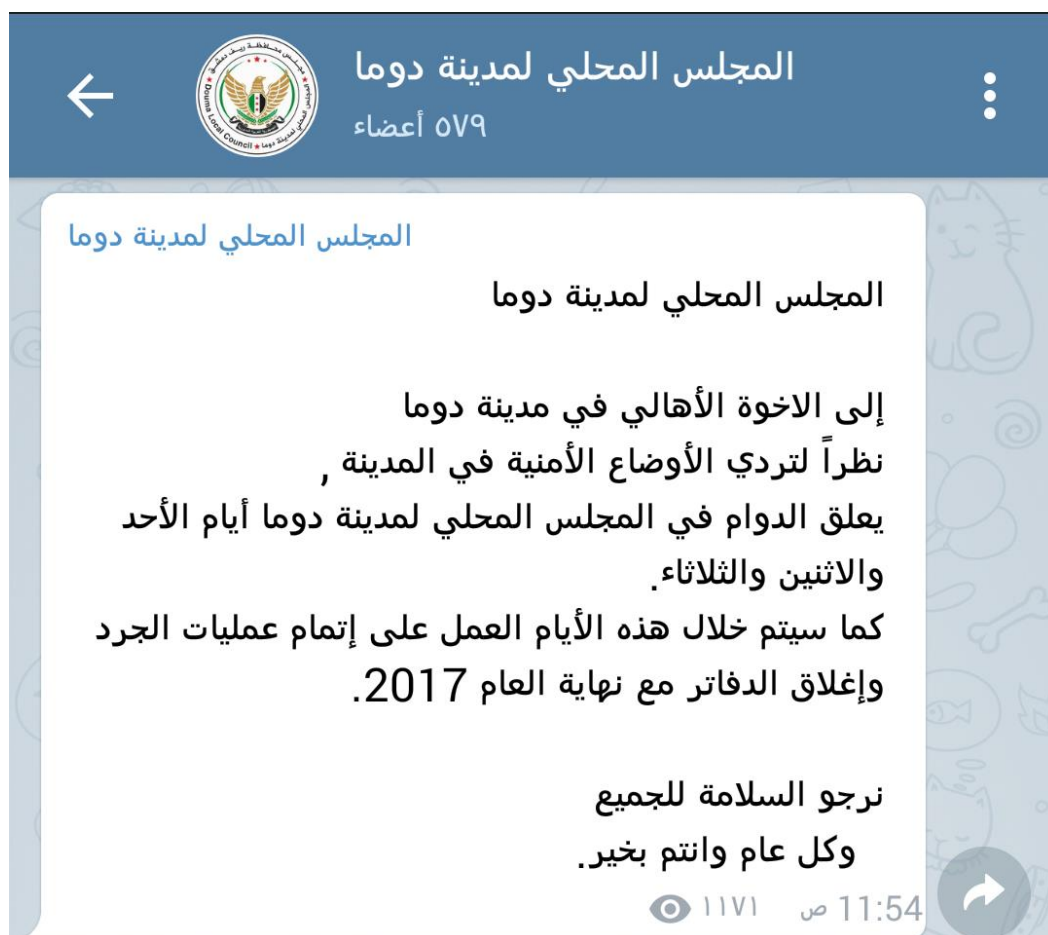 المجلس المحلي لمدينة دوما
٥٧٩ أعضاء
Douma Local Council
المجلس المحلي لمدينة دوما
المجلس المحلي لمدينة دوما
إلى الاخوة الأهالي في مدينة دوما
نظراً لتردي الأوضاع الأمنية في المدينة ,
يعلق الدوام في المجلس المحلي لمدينة دوما أيام الأحد
والاثنين والثلاثاء.
كما سيتم خلال هذه الأيام العمل على إتمام عمليات الجرد
وإغلاق الدفاتر مع نهاية العام 2017.
نرجو السلامة للجميع
وكل عام وانتم بخير.
١١٧١ 11:54 ص